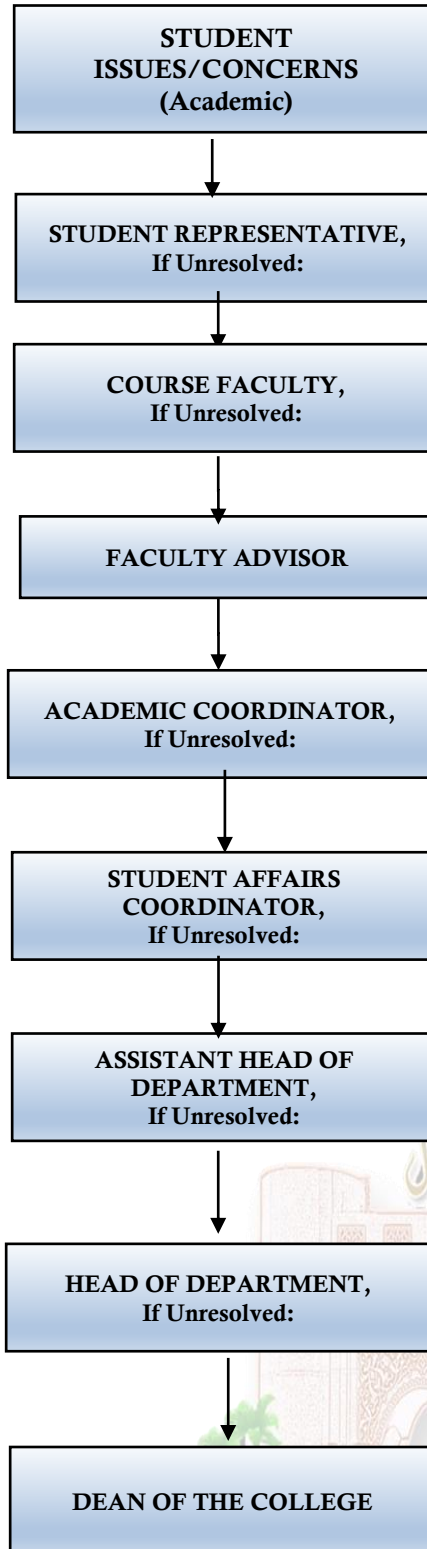 STUDENT
ISSUES/CONCERNS
(Academic)
STUDENT REPRESENTATIVE,
If Unresolved:
COURSE FACULTY,
If Unresolved:
FACULTY ADVISOR
ACADEMIC COORDINATOR,
If Unresolved:
STUDENT AFFAIRS
COORDINATOR,
If Unresolved:
ASSISTANT HEAD OF
DEPARTMENT,
If Unresolved:
HEAD OF DEPARTMENT,
If Unresolved:
DEAN OF THE COLLEGE